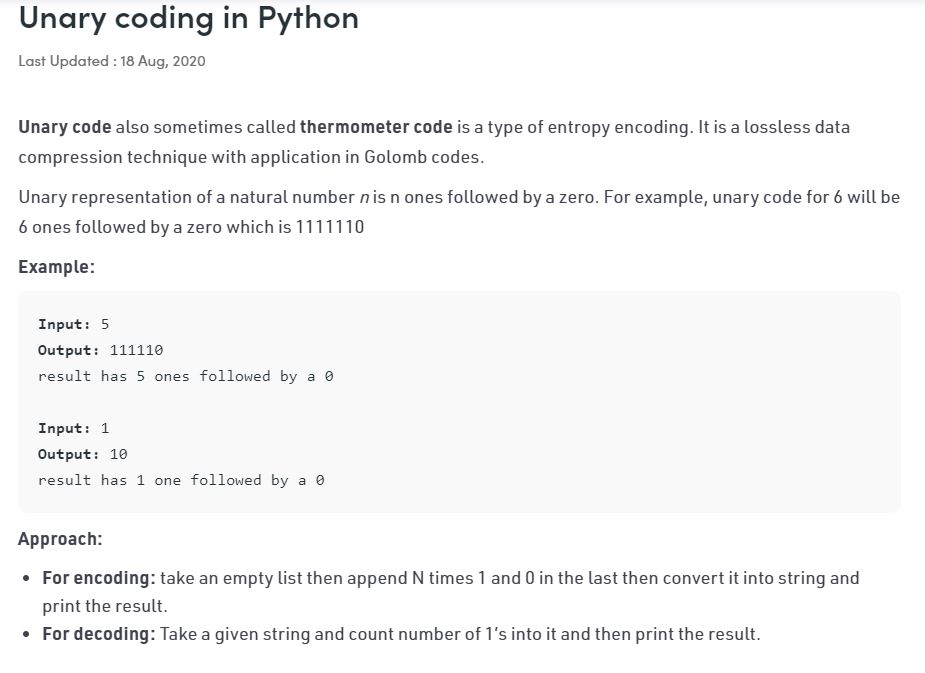 Unary coding in Python
Last Updated : 18 Aug, 2020
Unary code also sometimes called thermometer code is a type of entropy encoding. It is a lossless data
compression technique with application in Golomb codes.
Unary representation of a natural number n is n ones followed by a zero. For example, unary code for 6 will be
6 ones followed by a zero which is 1111110
Example:
Input: 5
Output: 111110
result has 5 ones followed by a 0
Input: 1
Output: 10
result has 1 one followed by a 0
Approach:
• For encoding: take an empty list then append N times 1 and 0 in the last then convert it into string and
print the result.
• For decoding: Take a given string and count number of 1’s into it and then print the result.